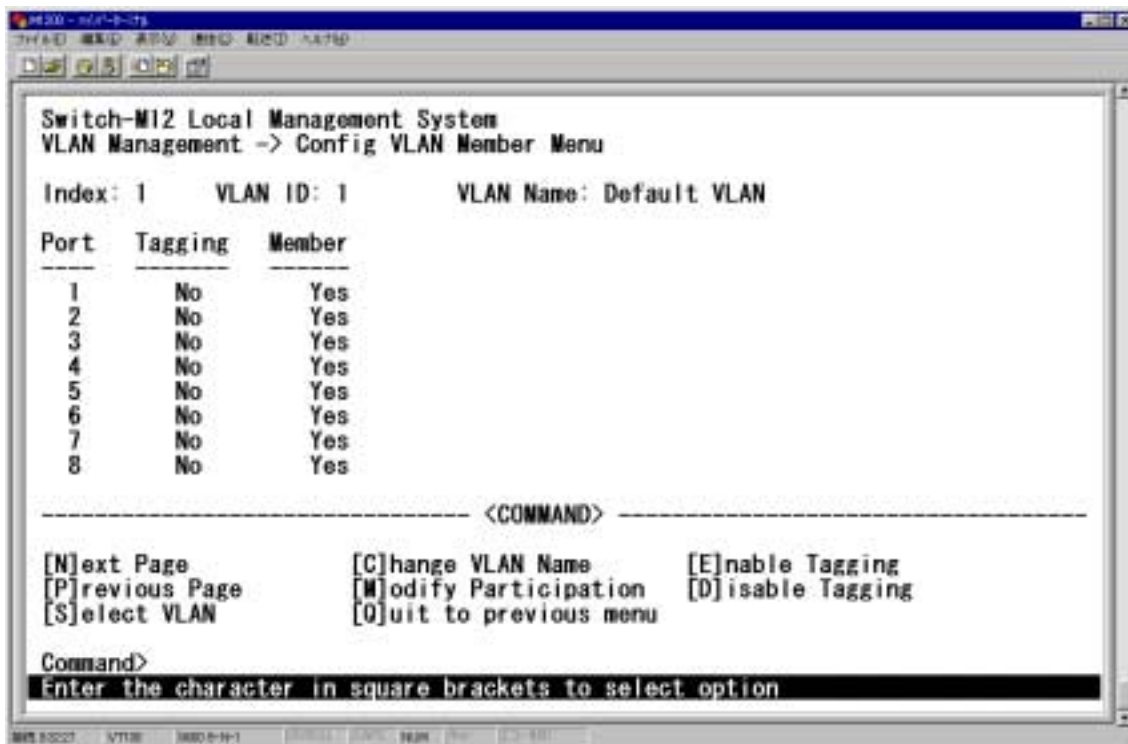 Switch-M12 Local Management System
VLAN Management -> Config VLAN Member Menu
Index: 1 VLAN ID: 1 VLAN Name: Default VLAN
Port Tagging Member
---- ------- ------
1 No Yes
2 No Yes
3 No Yes
4 No Yes
5 No Yes
6 No Yes
7 No Yes
8 No Yes
-------------------------------- <COMMAND> -----------------------------------
[N]ext Page [C]hange VLAN Name [E]nable Tagging
[P]revious Page [M]odify Participation [D]isable Tagging
[S]elect VLAN [Q]uit to previous menu
Command>
Enter the character in square brackets to select option
NUM